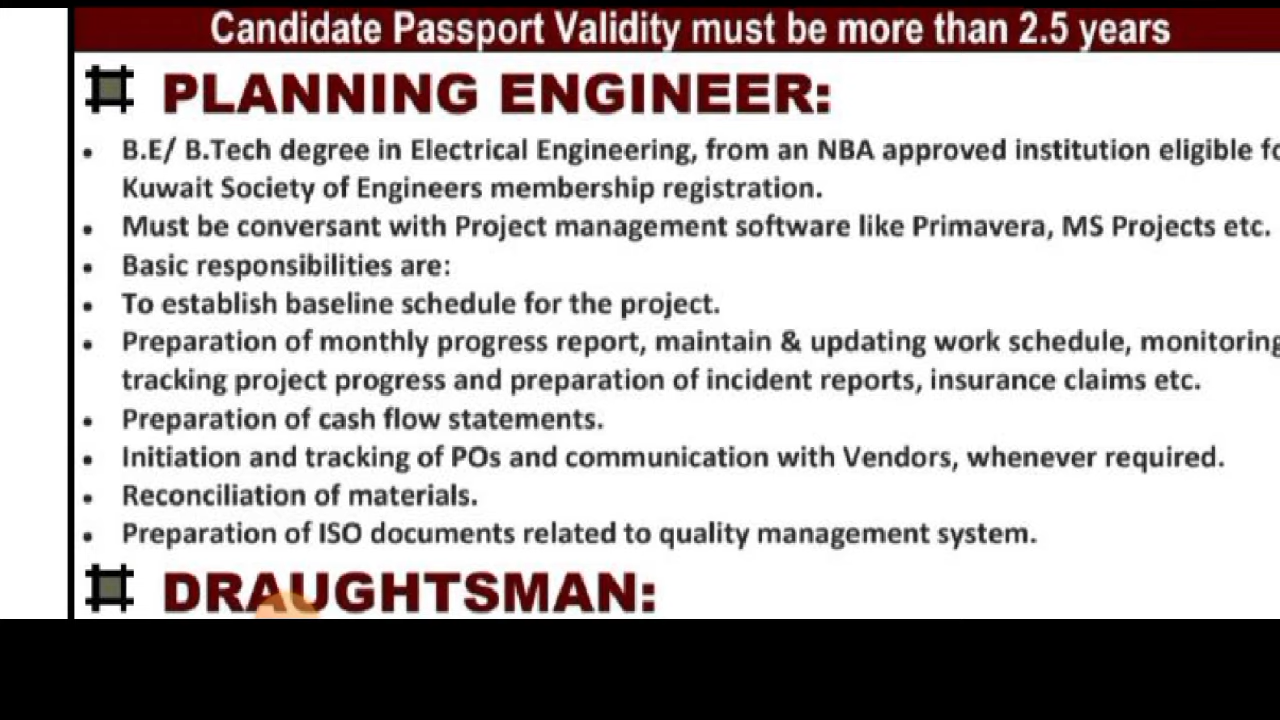 Candidate Passport Validity must be more than 2.5 years
PLANNING ENGINEER:
• B.E/ B.Tech degree in Electrical Engineering, from an NBA approved institution eligible fo
Kuwait Society of Engineers membership registration.
• Must be conversant with Project management software like Primavera, MS Projects etc.
• Basic responsibilities are:
• To establish baseline schedule for the project.
• Preparation of monthly progress report, maintain & updating work schedule, monitoring
tracking project progress and preparation of incident reports, insurance claims etc.
• Preparation of cash flow statements.
• Initiation and tracking of POs and communication with Vendors, whenever required.
• Reconciliation of materials.
• Preparation of ISO documents related to quality management system.
DRAUGHTSMAN: